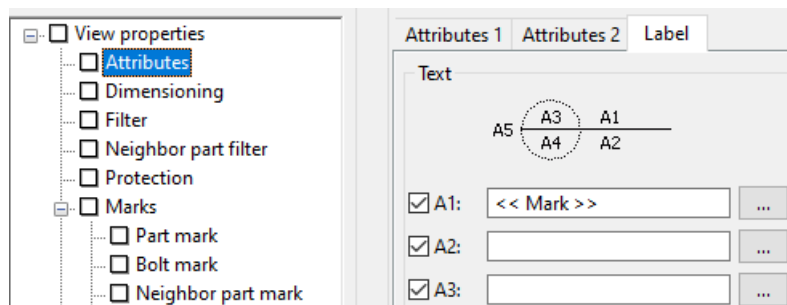 View properties
Attributes
Dimensioning
Filter
Neighbor part filter
Protection
Marks
Part mark
Bolt mark
Neighbor part mark
Attributes 1 Attributes 2 Label
Text
A3 A1
A5
A4 A2
A1: << Mark >> ...
A2: ...
A3: ...